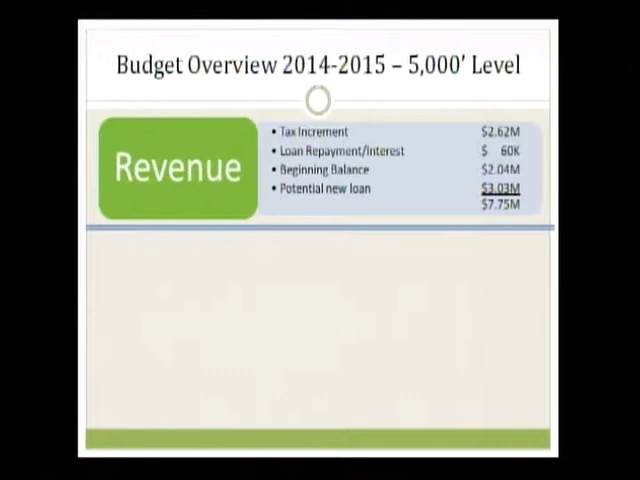 Budget Overview 2014-2015 – 5,000’ Level
Revenue
• Tax Increment $2.62M
• Loan Repayment/Interest $ 60K
• Beginning Balance $2.04M
• Potential new loan $3.03M
$7.75M